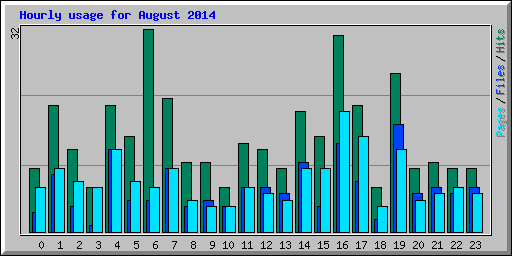 Hourly usage for August 2014
32
0 1 2 3 4 5 6 7 8 9 10 11 12 13 14 15 16 17 18 19 20 21 22 23
Pages/Files/Hits